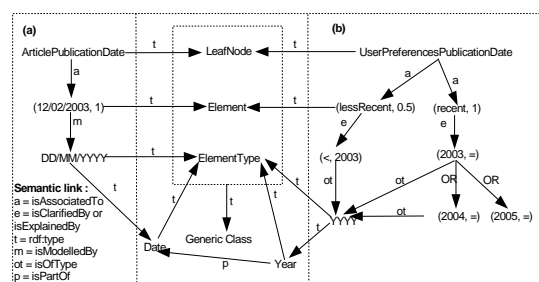 (a)
(b)
ArticlePublicationDate
t
LeafNode
t
UserPreferencesPublicationDate
a
a
a
(12/02/2003, 1)
t
Element
t
(lessRecent, 0.5)
(recent, 1)
m
e
e
DD/MM/YYYY
t
ElementType
t
(<, 2003)
(2003, =)
ot
ot
OR
OR
t
t
t
t
YYYY
ot
(2004, =)
(2005, =)
t
Date
Generic Class
p
Year
Semantic link :
a = isAssociatedTo
e = isClarifiedBy or
isExplainedBy
t = rdf:type
m = isModelledBy
ot = isOfType
p = isPartOf